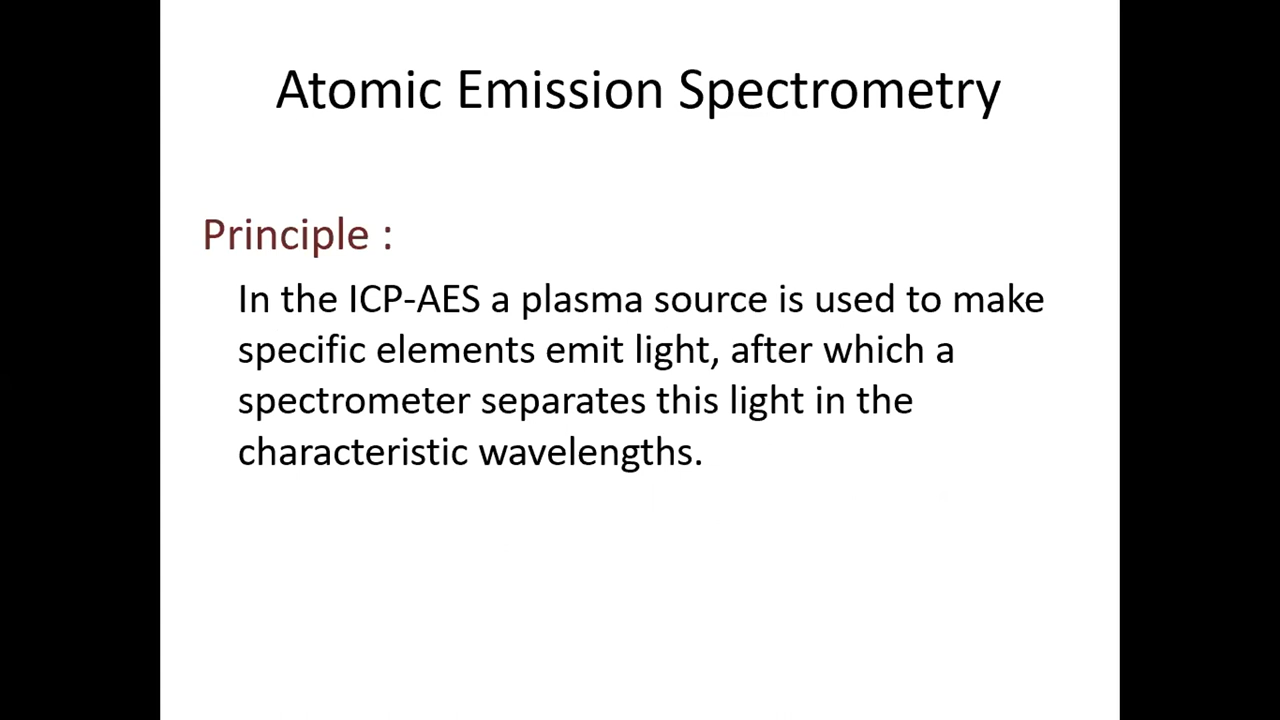 Atomic Emission Spectrometry
Principle :
In the ICP-AES a plasma source is used to make
specific elements emit light, after which a
spectrometer separates this light in the
characteristic wavelengths.